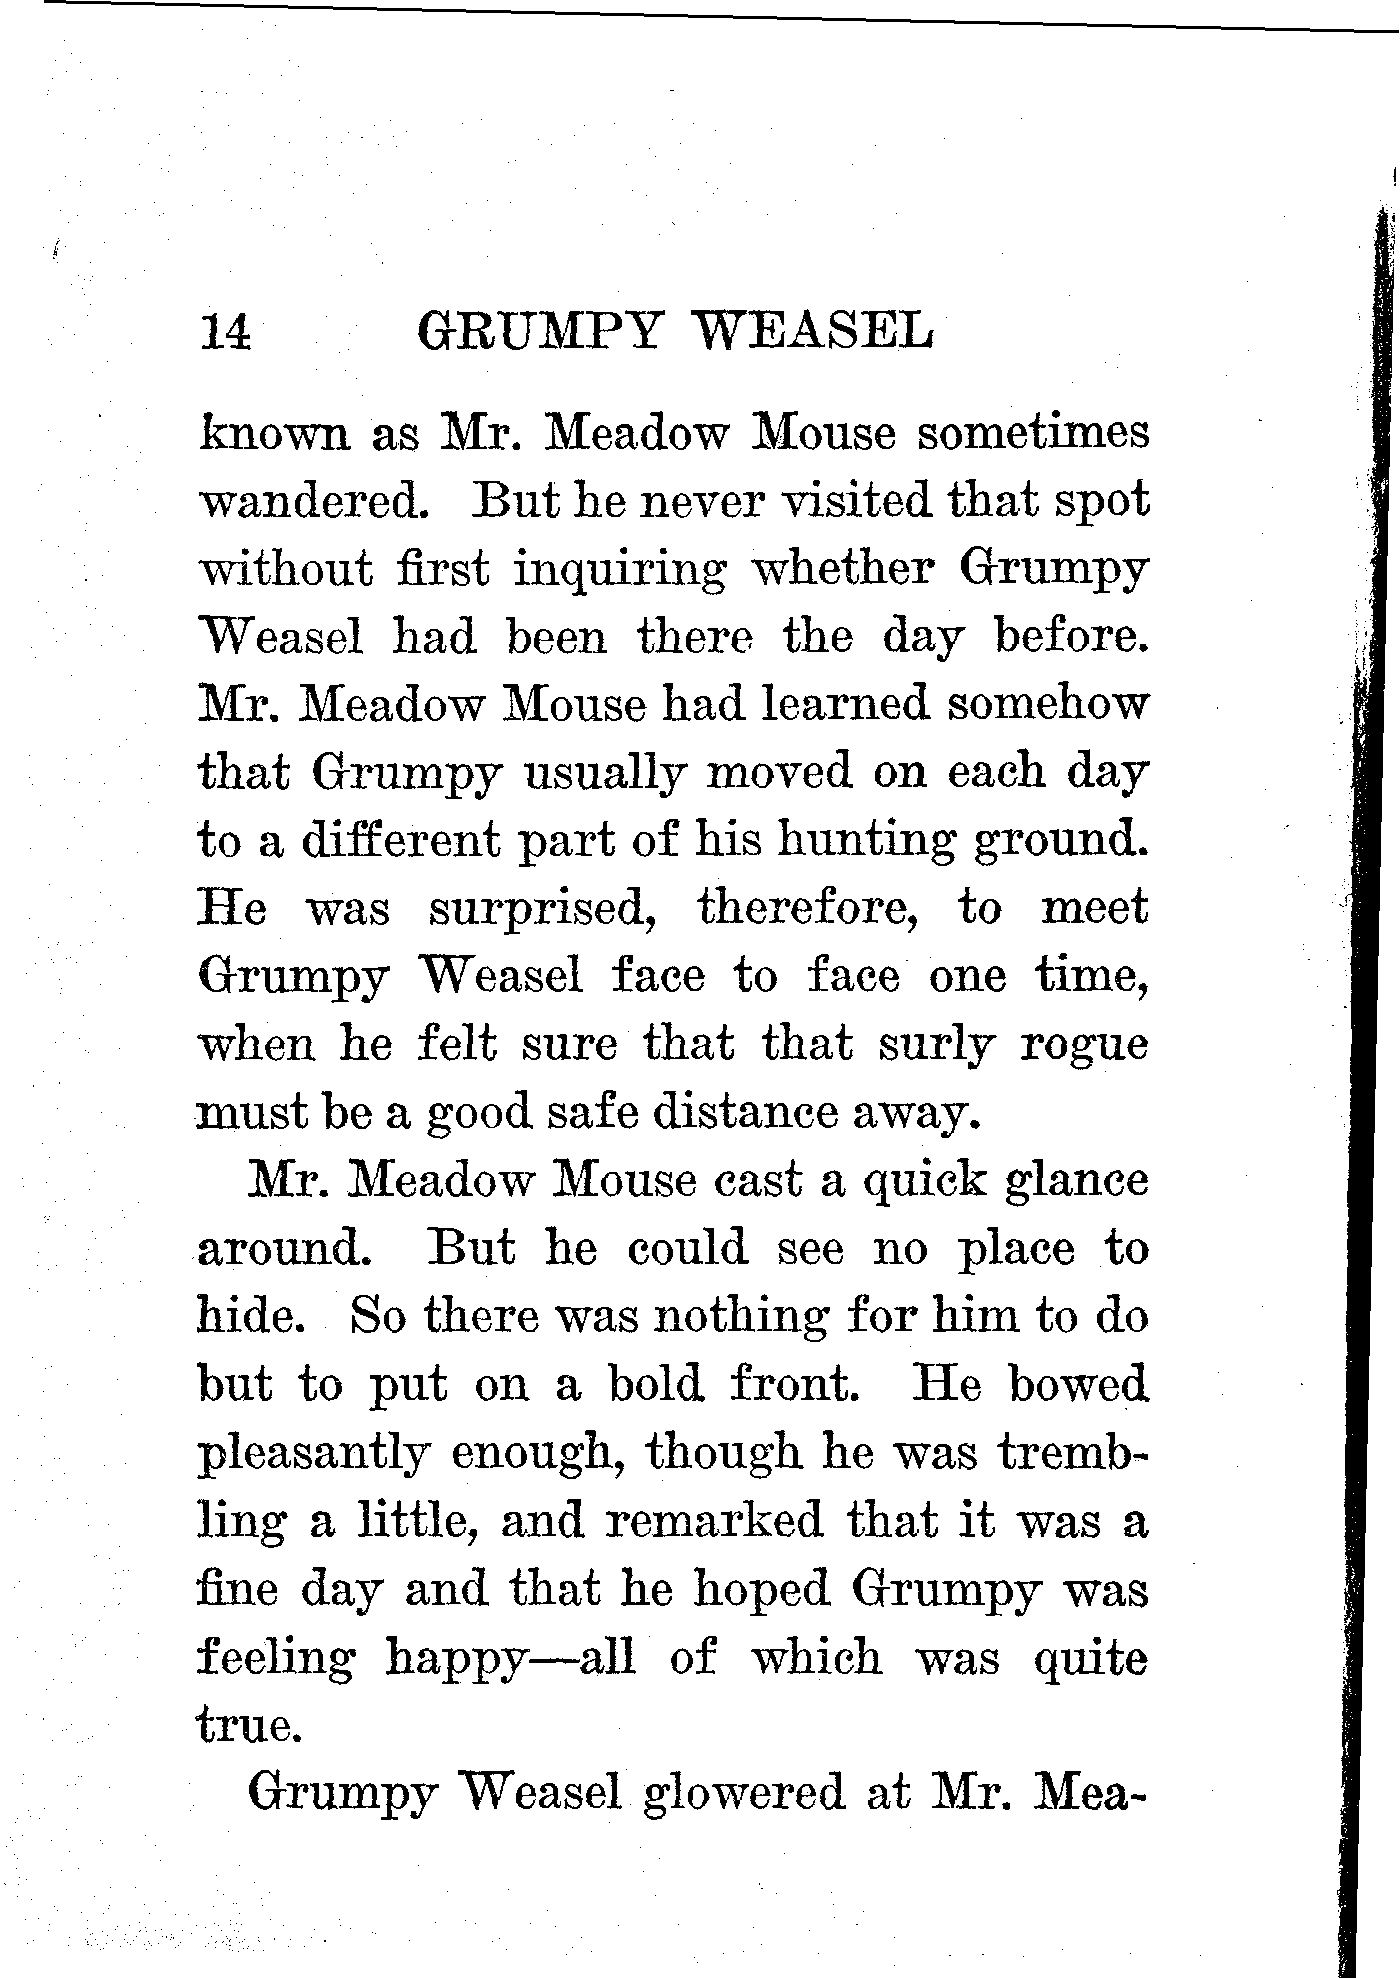 14 GRUMPY WEASEL
known as Mr. Meadow Mouse sometimes
wandered. But he never visited that spot
without first inquiring whether Grumpy
Weasel had been there the day before.
Mr. Meadow Mouse had learned somehow
that Grumpy usually moved on each day
to a different part of his hunting ground.
He was surprised, therefore, to meet
Grumpy Weasel face to face one time,
when he felt sure that that surly rogue
must be a good safe distance away.
Mr. Meadow Mouse cast a quick glance
around. But he could see no place to
hide. So there was nothing for him to do
but to put on a bold front. He bowed
pleasantly enough, though he was tremb-
ling a little, and remarked that it was a
fine day and that he hoped Grumpy was
feeling happy—all of which was quite
true.
Grumpy Weasel glowered at Mr. Mea-